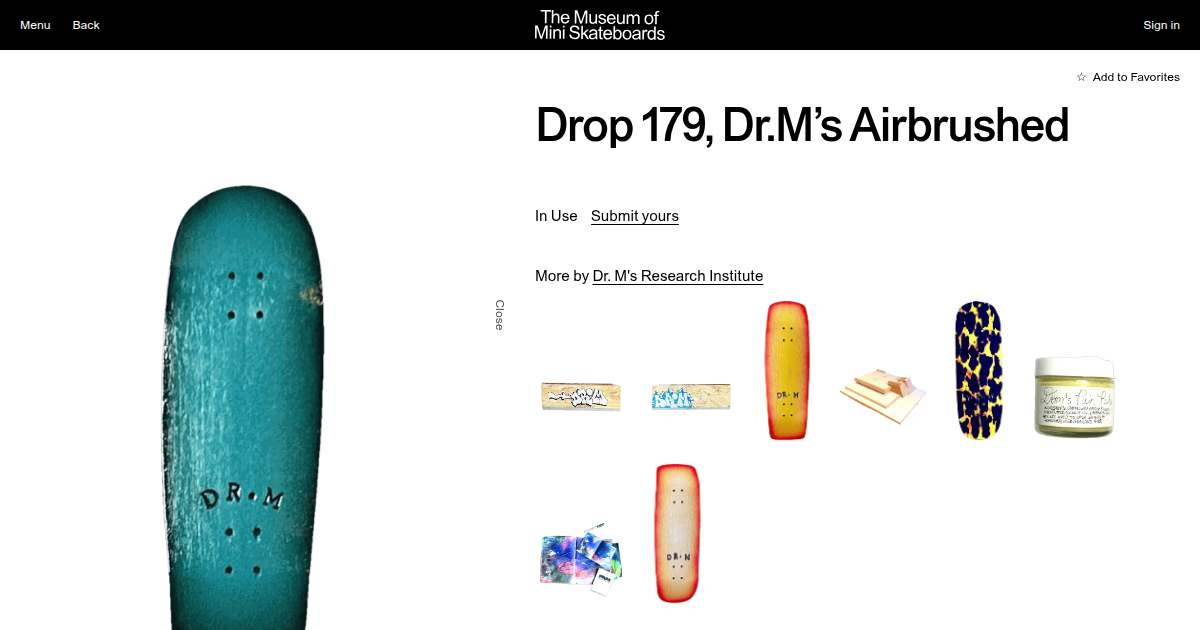 Menu
Back
The Museum of
Mini Skateboards
Sign in
☆ Add to Favorites
Drop 179, Dr.M’s Airbrushed
In Use Submit yours
More by Dr. M's Research Institute
Close
DR•M
DR•M
DR•M